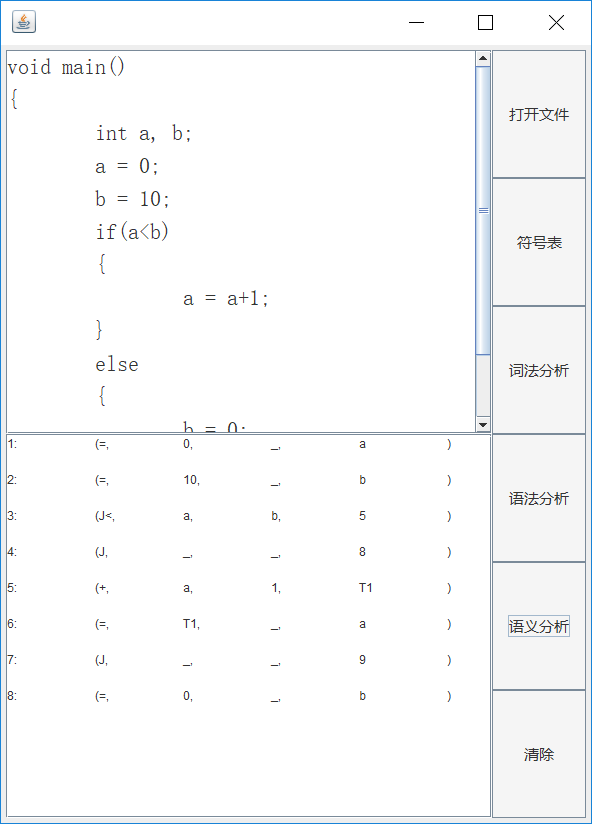 void main()
{
int a, b;
a = 0;
b = 10;
if(a<b)
{
a = a+1;
}
else
{
b = 0;
1: (=, 0, _, a )
2: (=, 10, _, b )
3: (J<, a, b, 5 )
4: (J, _, _, 8 )
5: (+, a, 1, T1 )
6: (=, T1, _, a )
7: (J, _, _, 9 )
8: (=, 0, _, b )
打开文件
符号表
词法分析
语法分析
语义分析
清除